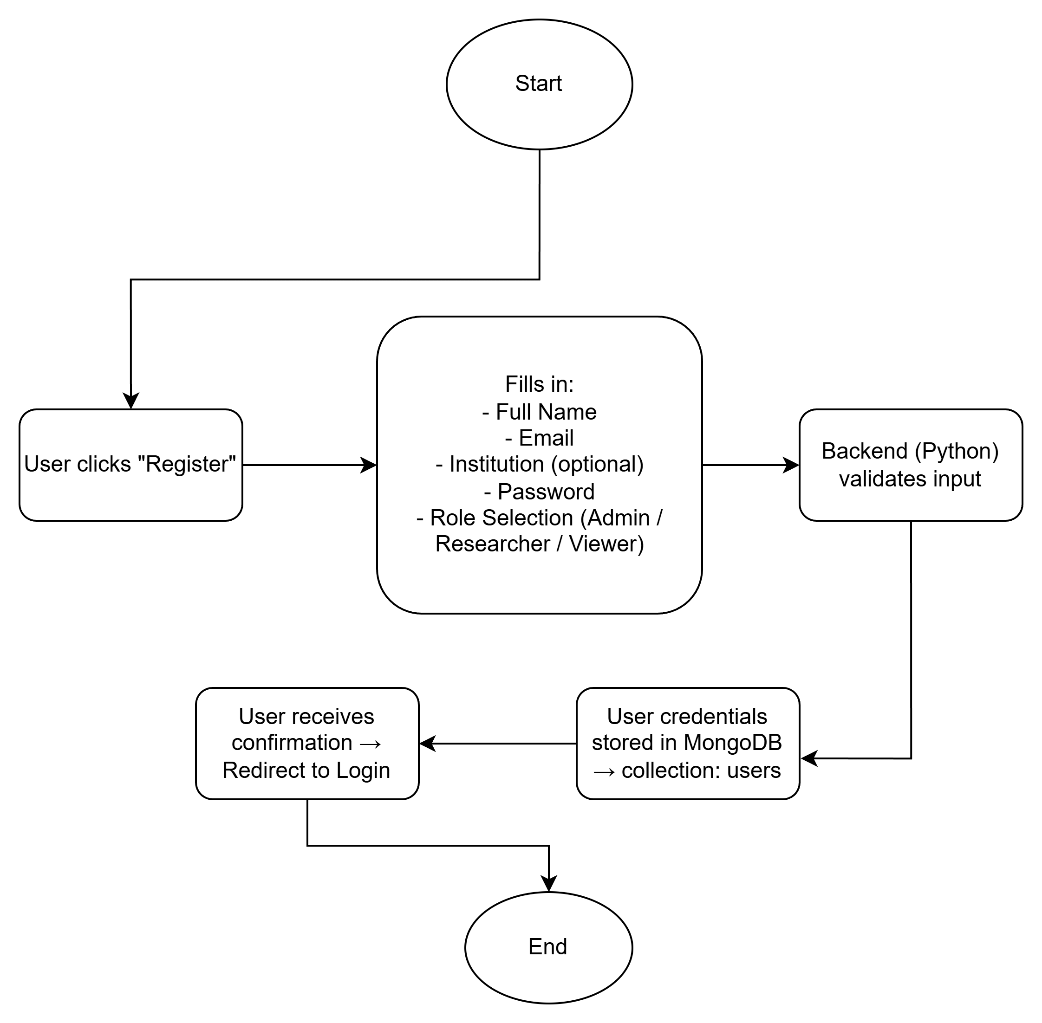 Start
User clicks "Register"
Fills in:
- Full Name
- Email
- Institution (optional)
- Password
- Role Selection (Admin /
Researcher / Viewer)
Backend (Python)
validates input
User credentials
stored in MongoDB
→ collection: users
User receives
confirmation →
Redirect to Login
End